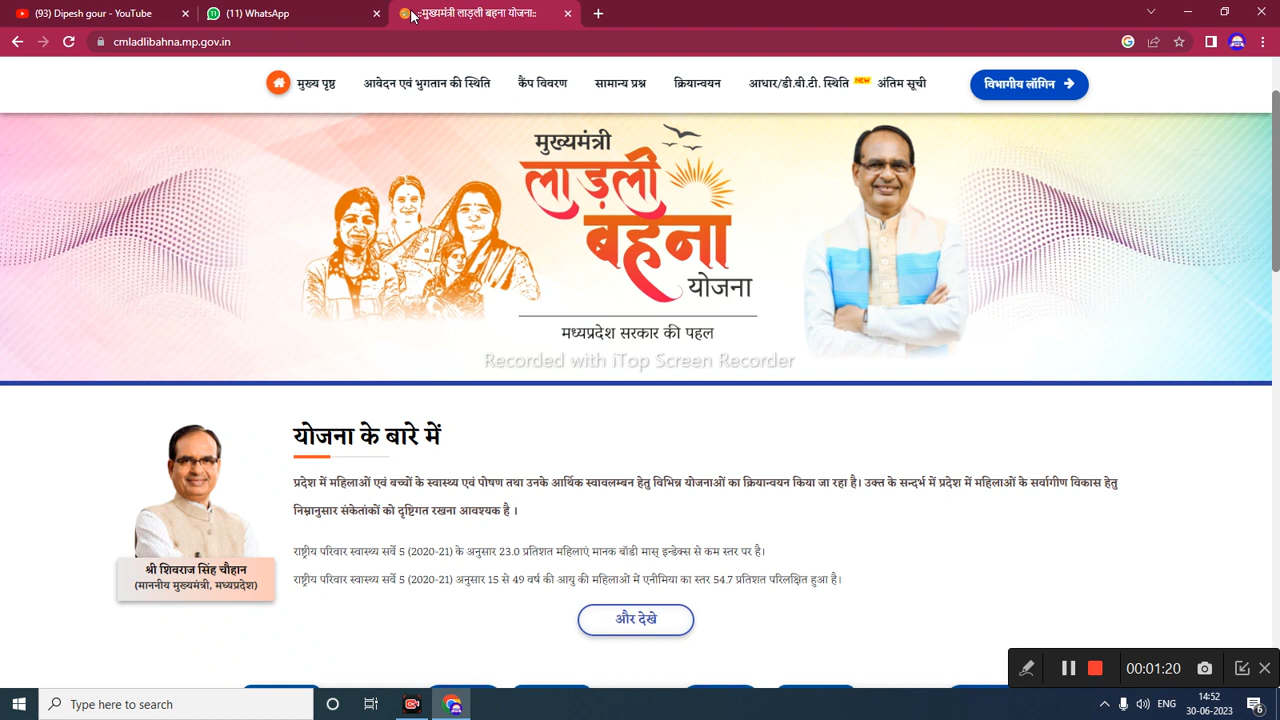 (93) Dipesh gour - YouTube
(11) WhatsApp
::मुख्यमंत्री लाड़ली बहना योजना::
cmladlibahna.mp.gov.in
मुख्य पृष्ठ
आवेदन एवं भुगतान की स्थिति
कैंप विवरण
सामान्य प्रश्न
क्रियान्वयन
आधार/डी.बी.टी. स्थिति
NEW
अंतिम सूची
विभागीय लॉगिन
मुख्यमंत्री
लाड़ली
बहना
योजना
मध्यप्रदेश सरकार की पहल
Recorded with iTop Screen Recorder
योजना के बारे में
प्रदेश में महिलाओं एवं बच्चों के स्वास्थ्य एवं पोषण तथा उनके आर्थिक स्वावलम्बन हेतु विभिन्न योजनाओं का क्रियान्वयन किया जा रहा है। उक्त के सन्दर्भ में प्रदेश में महिलाओं के सर्वागीण विकास हेतु
निम्नानुसार संकेतांकों को दृष्टिगत रखना आवश्यक है ।
राष्ट्रीय परिवार स्वास्थ्य सर्वे 5 (2020-21) के अनुसार 23.0 प्रतिशत महिलाएं मानक बॉडी मास् इन्डेक्स से कम स्तर पर है।
राष्ट्रीय परिवार स्वास्थ्य सर्वे 5 (2020-21) अनुसार 15 से 49 वर्ष की आयु की महिलाओं में एनीमिया का स्तर 54.7 प्रतिशत परिलक्षित हुआ है।
श्री शिवराज सिंह चौहान
(माननीय मुख्यमंत्री, मध्यप्रदेश)
और देखे
00:01:20
Type here to search
ENG
14:52
30-06-2023
6